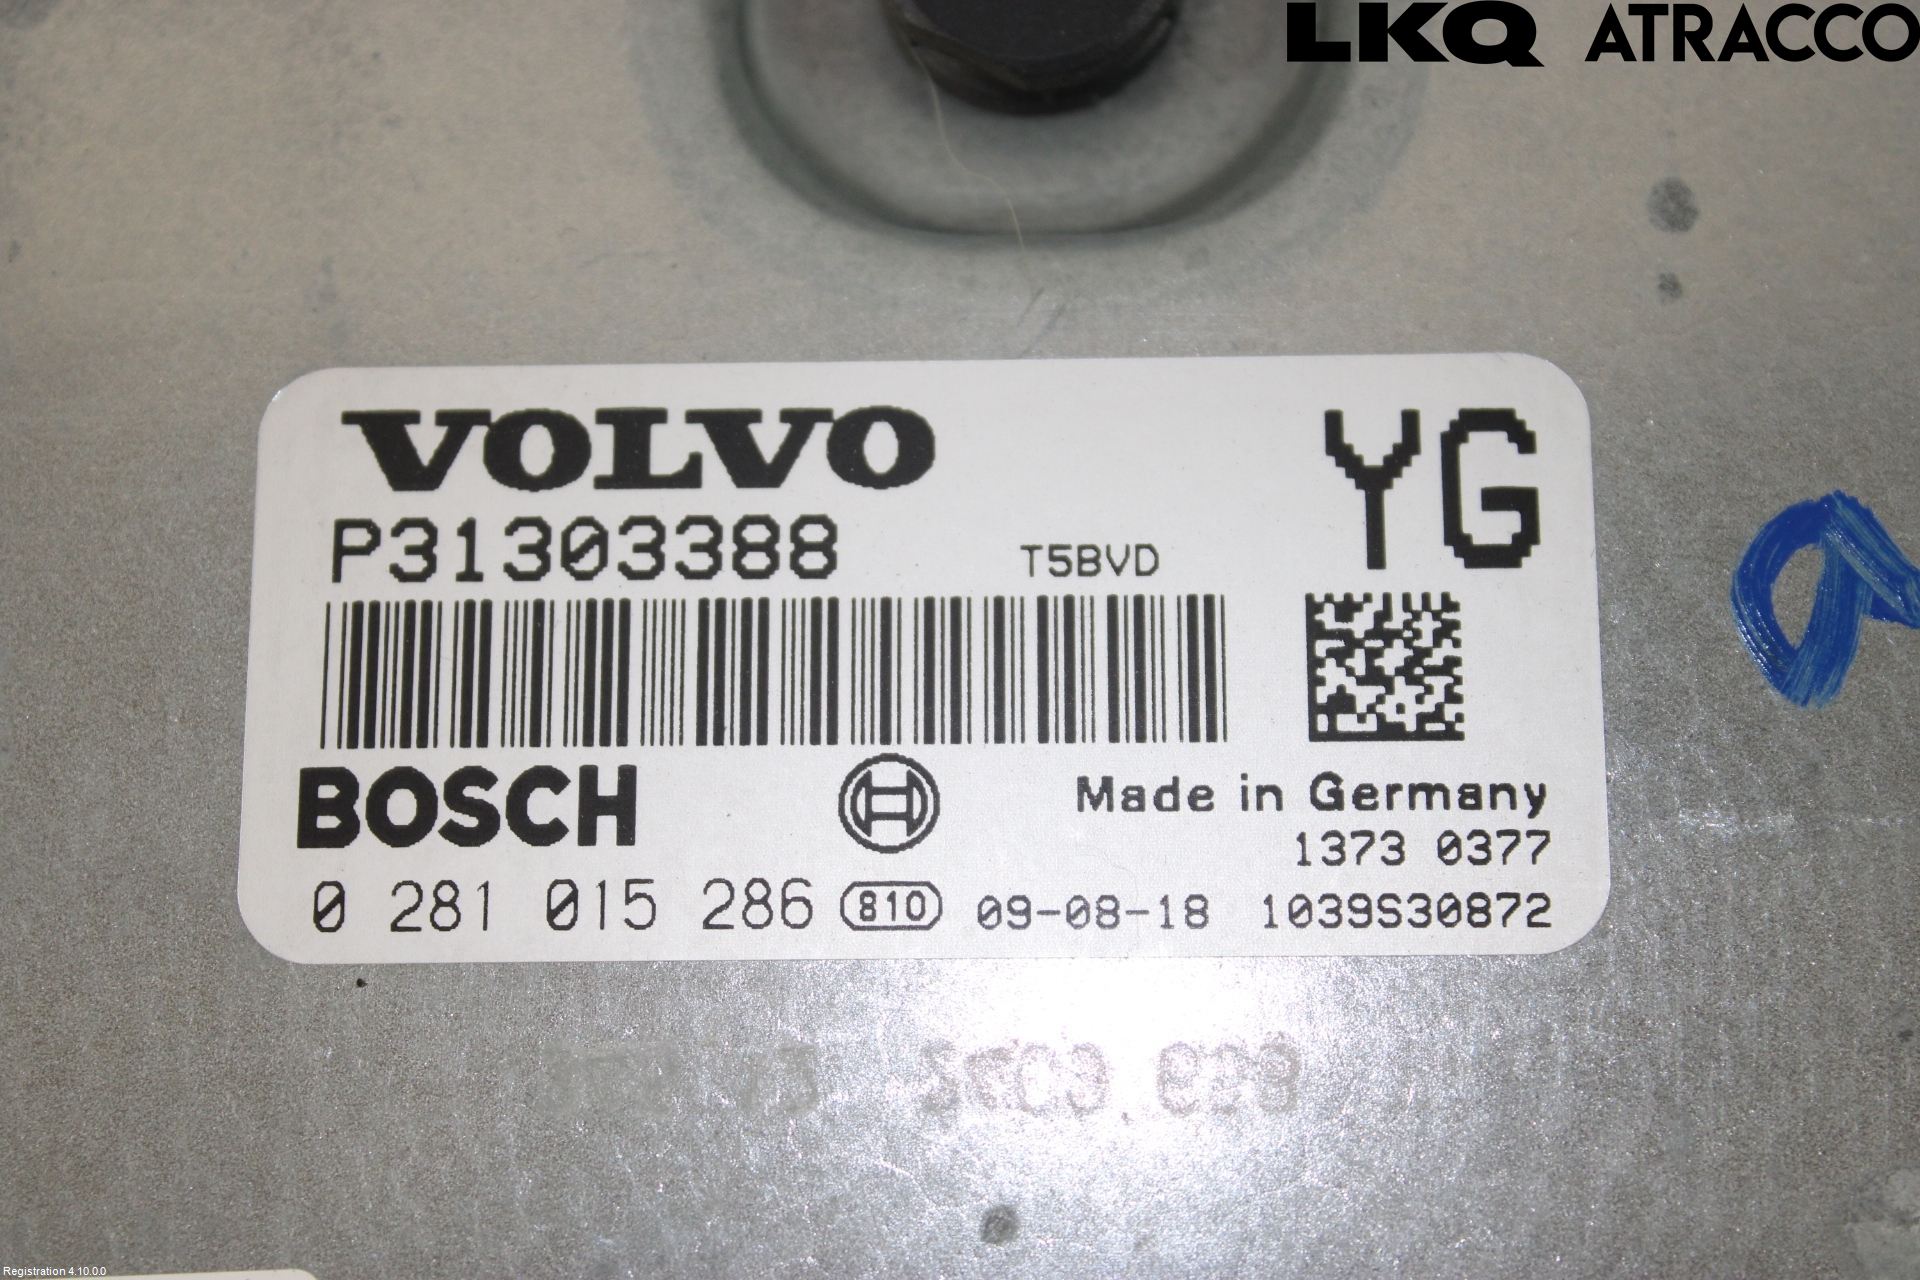 LKQ ATRACCO
VOLVO
YG
P31303388
T5BVD
BOSCH
Made in Germany
1373 0377
0 281 015 286 810 09-08-18 1039S30872
Registration 4.10.0.0